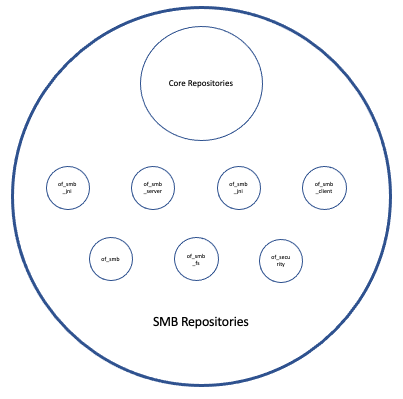 Core Repositories
of_smb
_jni
of_smb
_server
of_smb
_jni
of_smb
_client
of_smb
of_smb
_fs
of_secu
rity
SMB Repositories